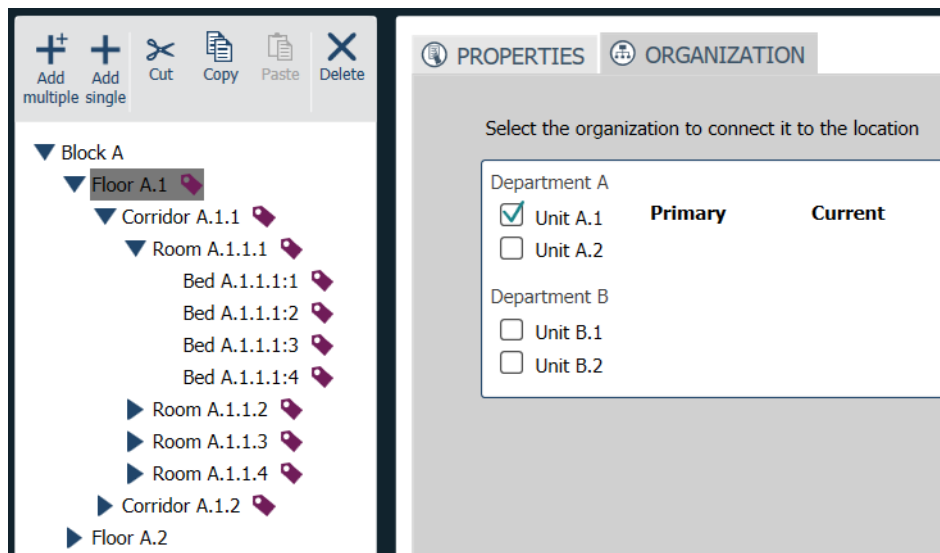 Add multiple
Add single
Cut
Copy
Paste
Delete
Block A
Floor A.1
Corridor A.1.1
Room A.1.1.1
Bed A.1.1.1:1
Bed A.1.1.1:2
Bed A.1.1.1:3
Bed A.1.1.1:4
Room A.1.1.2
Room A.1.1.3
Room A.1.1.4
Corridor A.1.2
Floor A.2
PROPERTIES
ORGANIZATION
Select the organization to connect it to the location
Department A
Unit A.1 Primary Current
Unit A.2
Department B
Unit B.1
Unit B.2